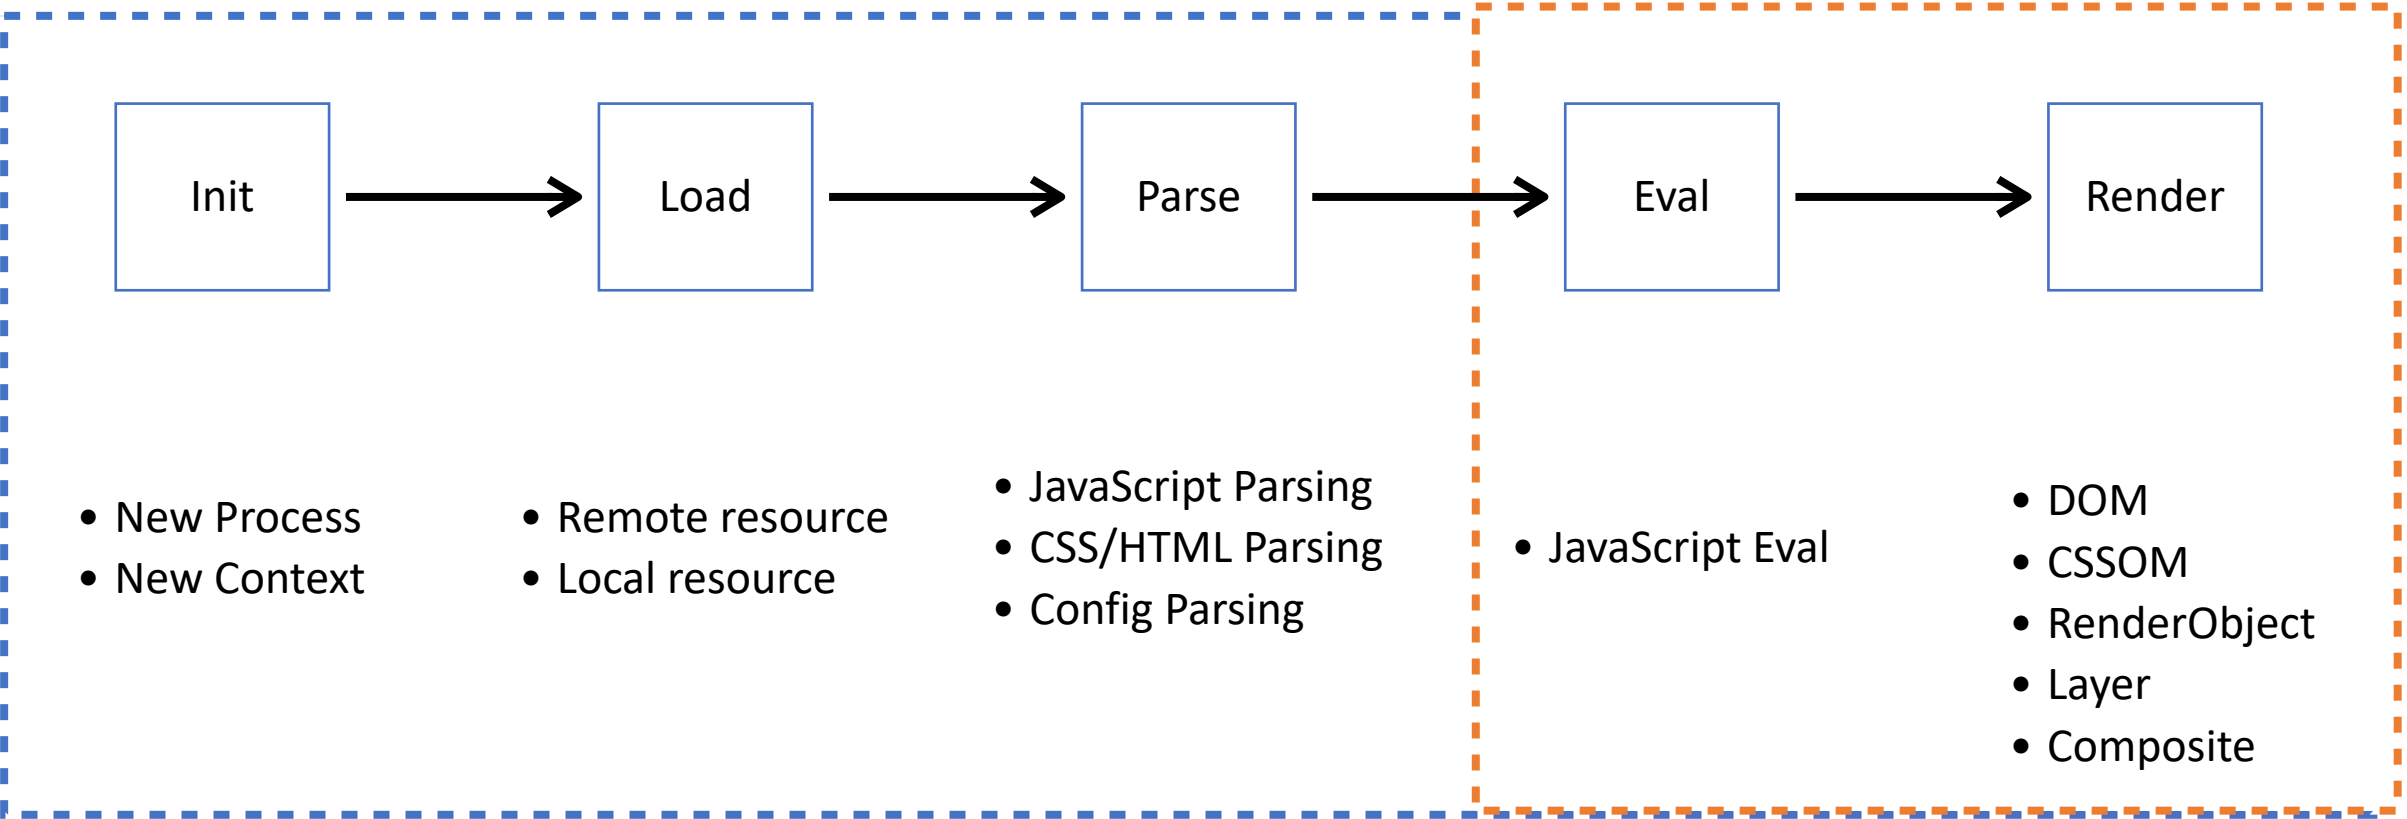 Init
Load
Parse
Eval
Render
• New Process
• New Context
• Remote resource
• Local resource
• JavaScript Parsing
• CSS/HTML Parsing
• Config Parsing
• JavaScript Eval
• DOM
• CSSOM
• RenderObject
• Layer
• Composite